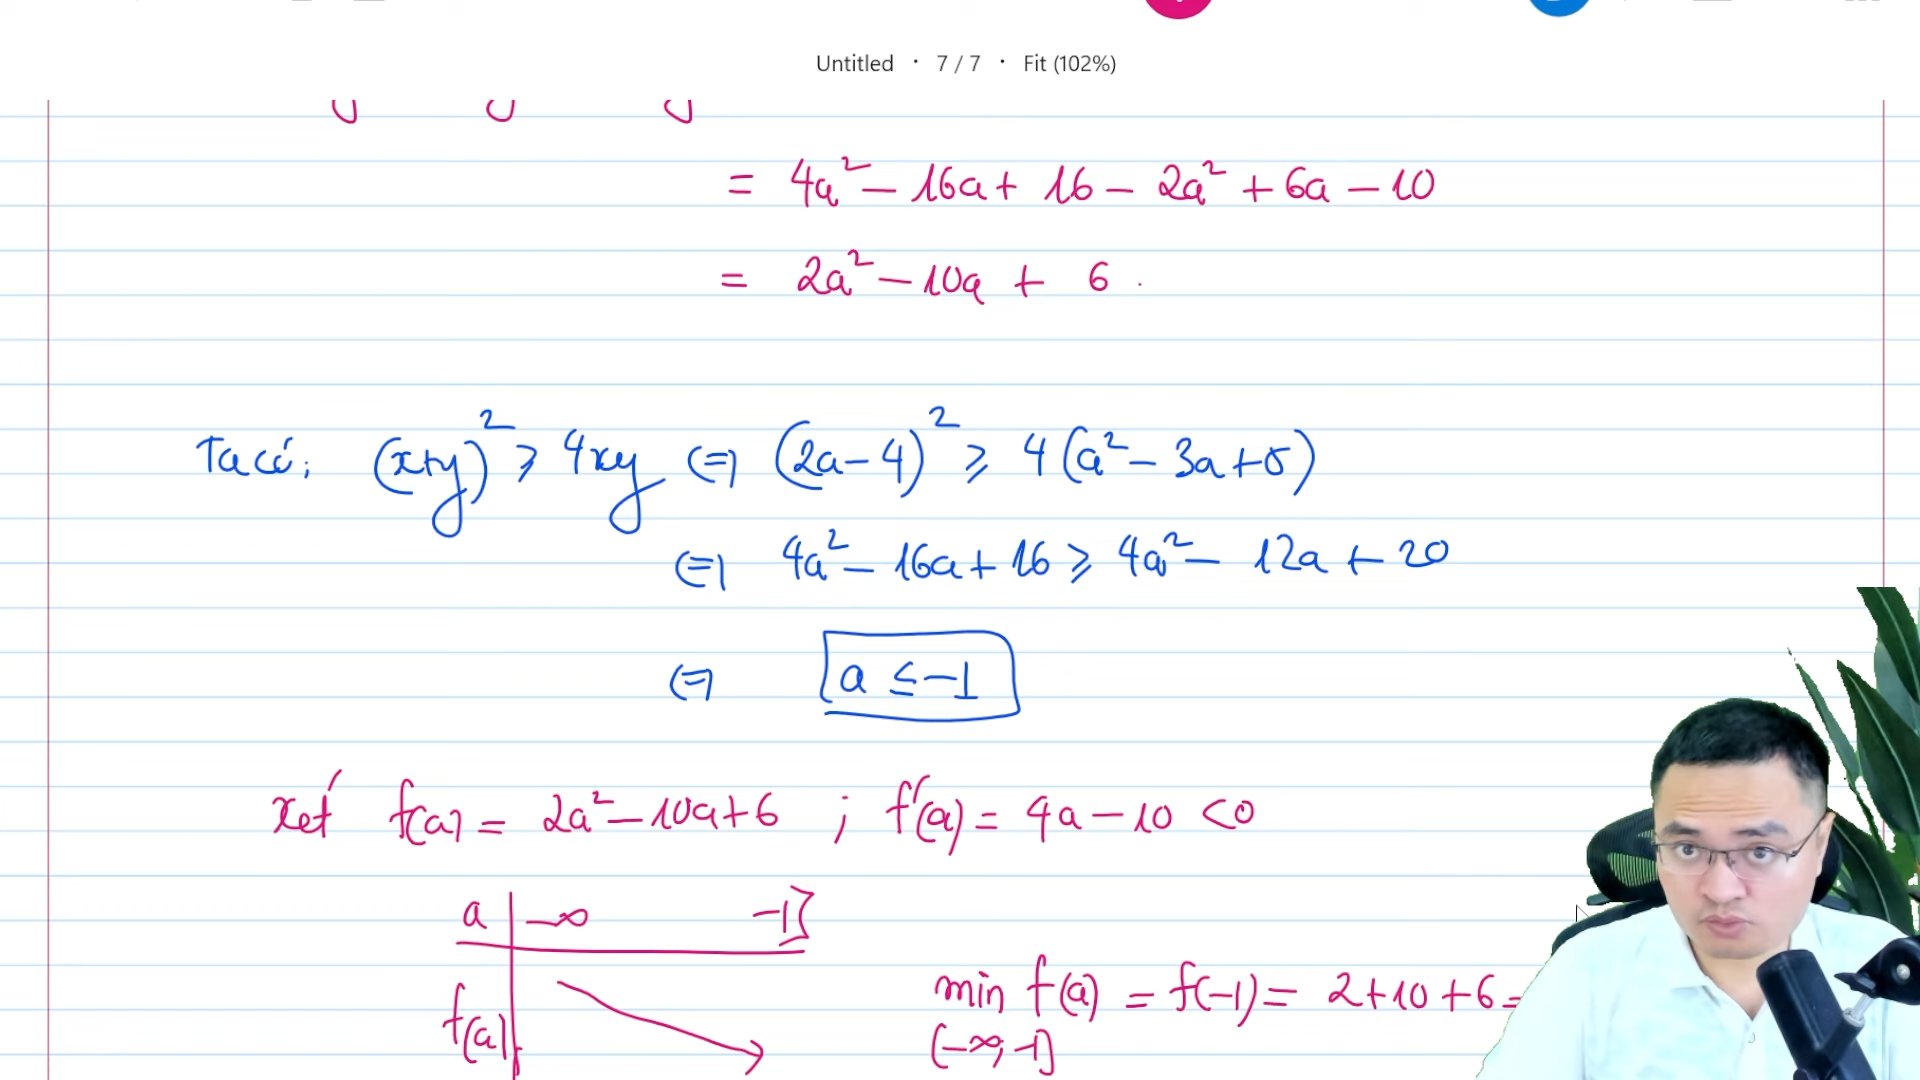 Untitled · 7 / 7 · Fit (102%)
= 4a² − 16a + 16 − 2a² + 6a − 10
= 2a² − 10a + 6 .
Ta có: (x+y)² ⩾ 4xy ⟺ (2a−4)² ⩾ 4(a² − 3a + 5)
⟺ 4a² − 16a + 16 ⩾ 4a² − 12a + 20
⟺ a ≤ −1
xét f(a) = 2a² − 10a + 6 ; f'(a) = 4a − 10 < 0
a −∞ −1]
f(a)
min f(a) = f(−1) = 2+10+6 =
(−∞; −1]